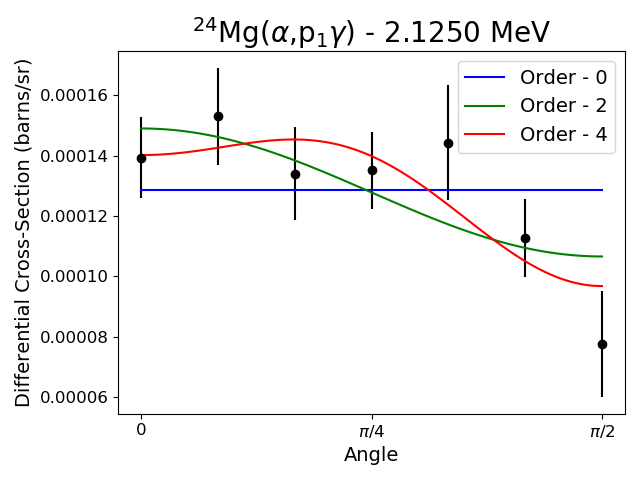 ²⁴Mg(α,p₁γ) - 2.1250 MeV
Differential Cross-Section (barns/sr)
0.00016
0.00014
0.00012
0.00010
0.00008
0.00006
Order - 0
Order - 2
Order - 4
0
π/4
π/2
Angle